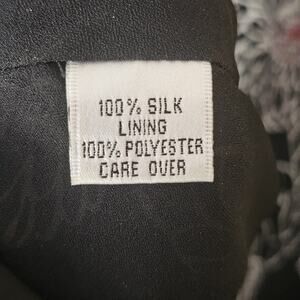 100% SILK
LINING
100% POLYESTER
CARE OVER